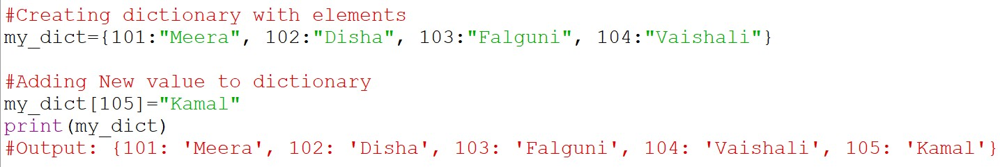 #Creating dictionary with elements
my_dict={101:"Meera", 102:"Disha", 103:"Falguni", 104:"Vaishali"}
#Adding New value to dictionary
my_dict[105]="Kamal"
print(my_dict)
#Output: {101: 'Meera', 102: 'Disha', 103: 'Falguni', 104: 'Vaishali', 105: 'Kamal'}